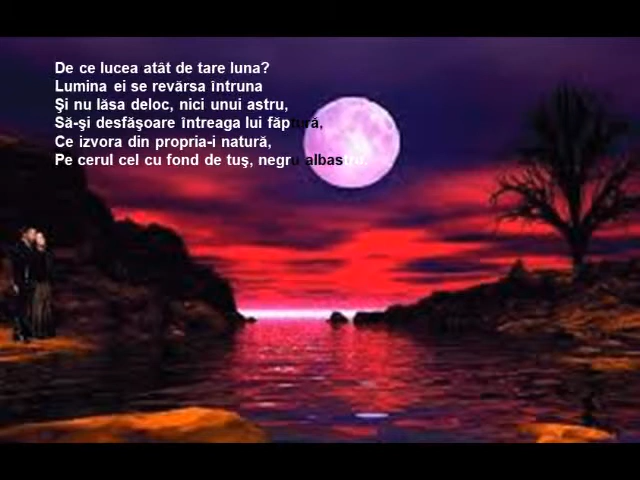 De ce lucea atât de tare luna?
Lumina ei se revărsa întruna
Şi nu lăsa deloc, nici unui astru,
Să-şi desfăşoare întreaga lui făptură,
Ce izvora din propria-i natură,
Pe cerul cel cu fond de tuş, negru albastru.